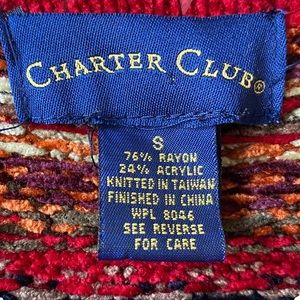 CHARTER CLUB®
S
76% RAYON
24% ACRYLIC
KNITTED IN TAIWAN
FINISHED IN CHINA
WPL 8046
SEE REVERSE
FOR CARE